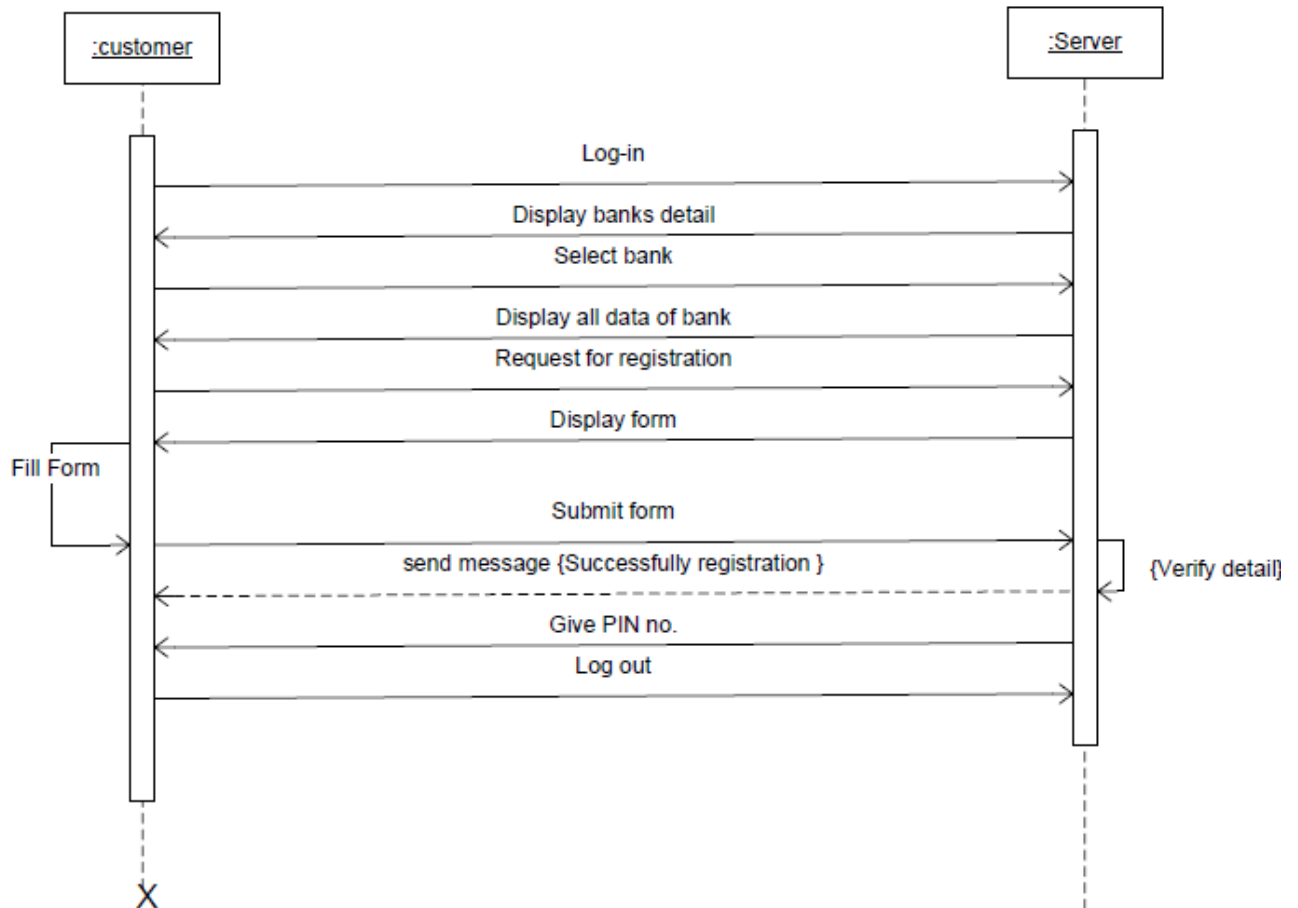 :customer
:Server
Log-in
Display banks detail
Select bank
Display all data of bank
Request for registration
Display form
Fill Form
Submit form
send message {Successfully registration }
{Verify detail}
Give PIN no.
Log out
X